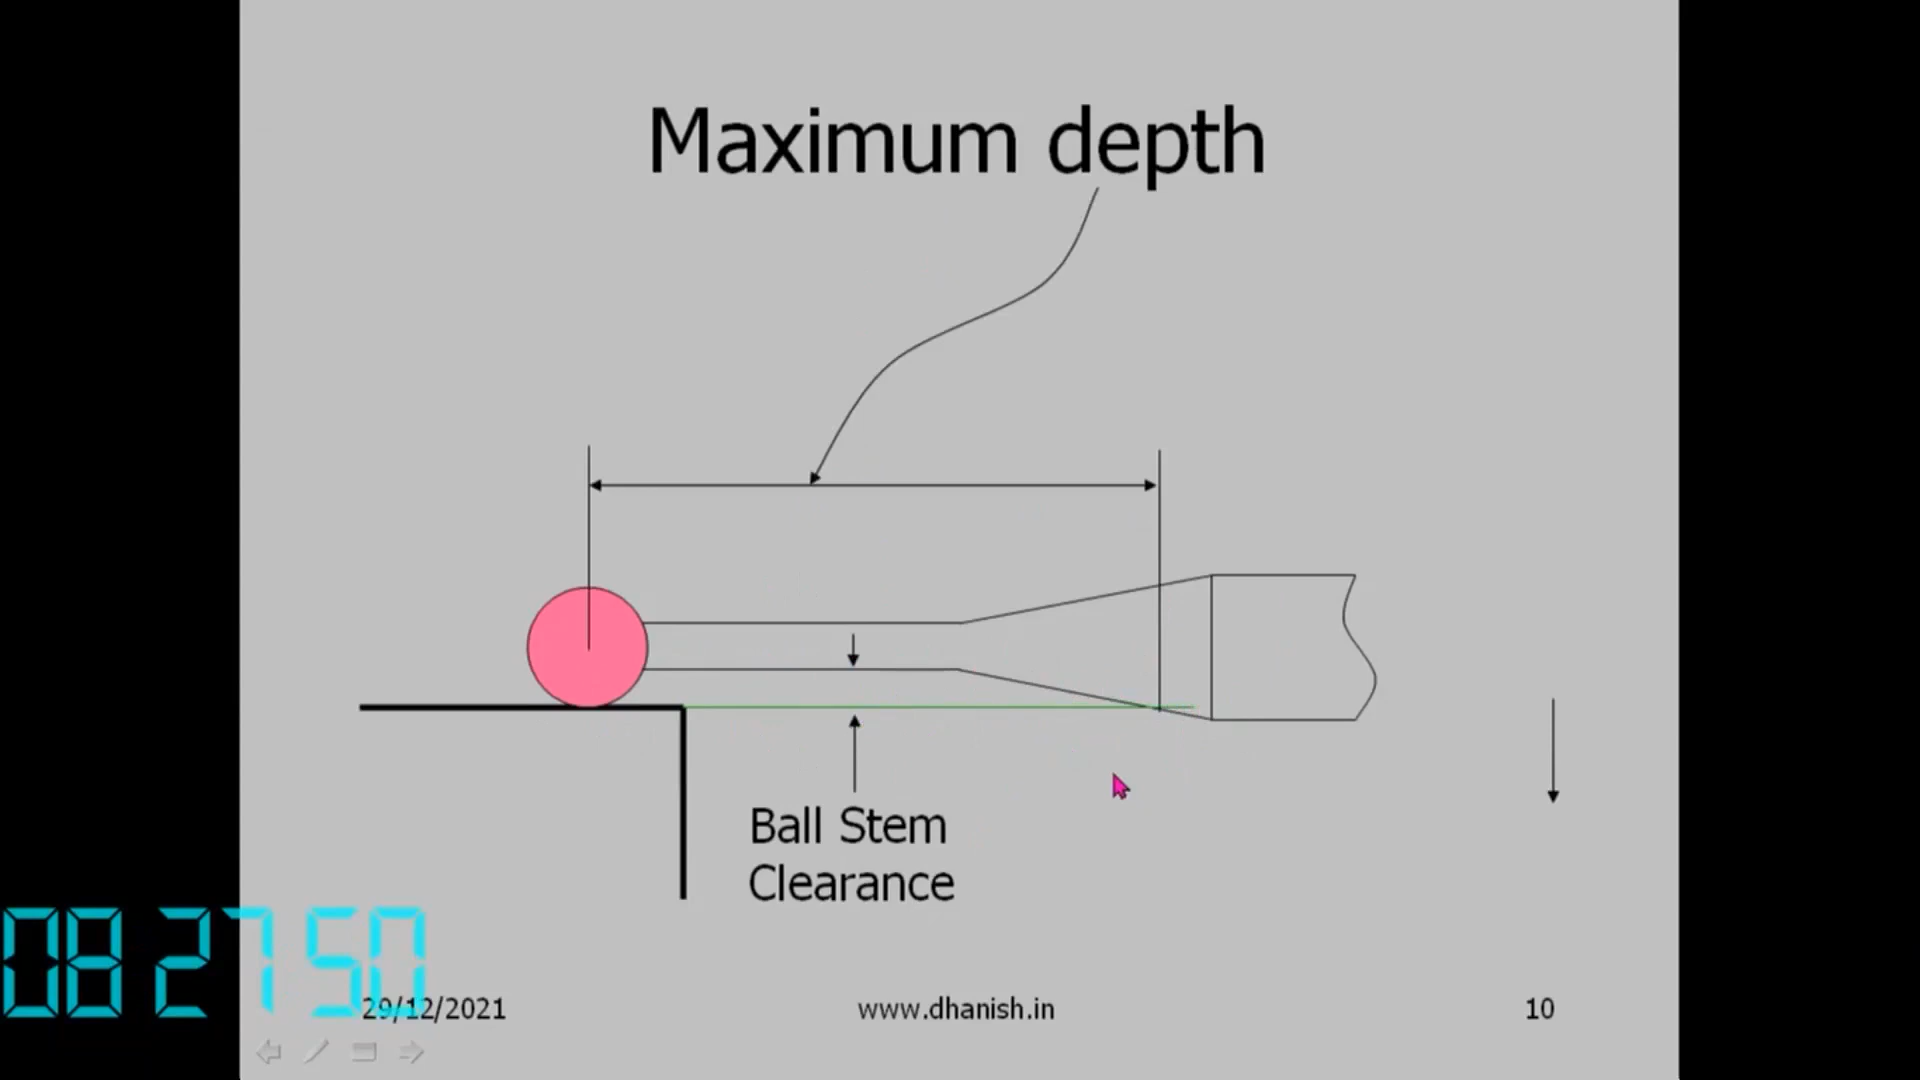 Maximum depth
Ball Stem
Clearance
08 27 50
29/12/2021
www.dhanish.in
10